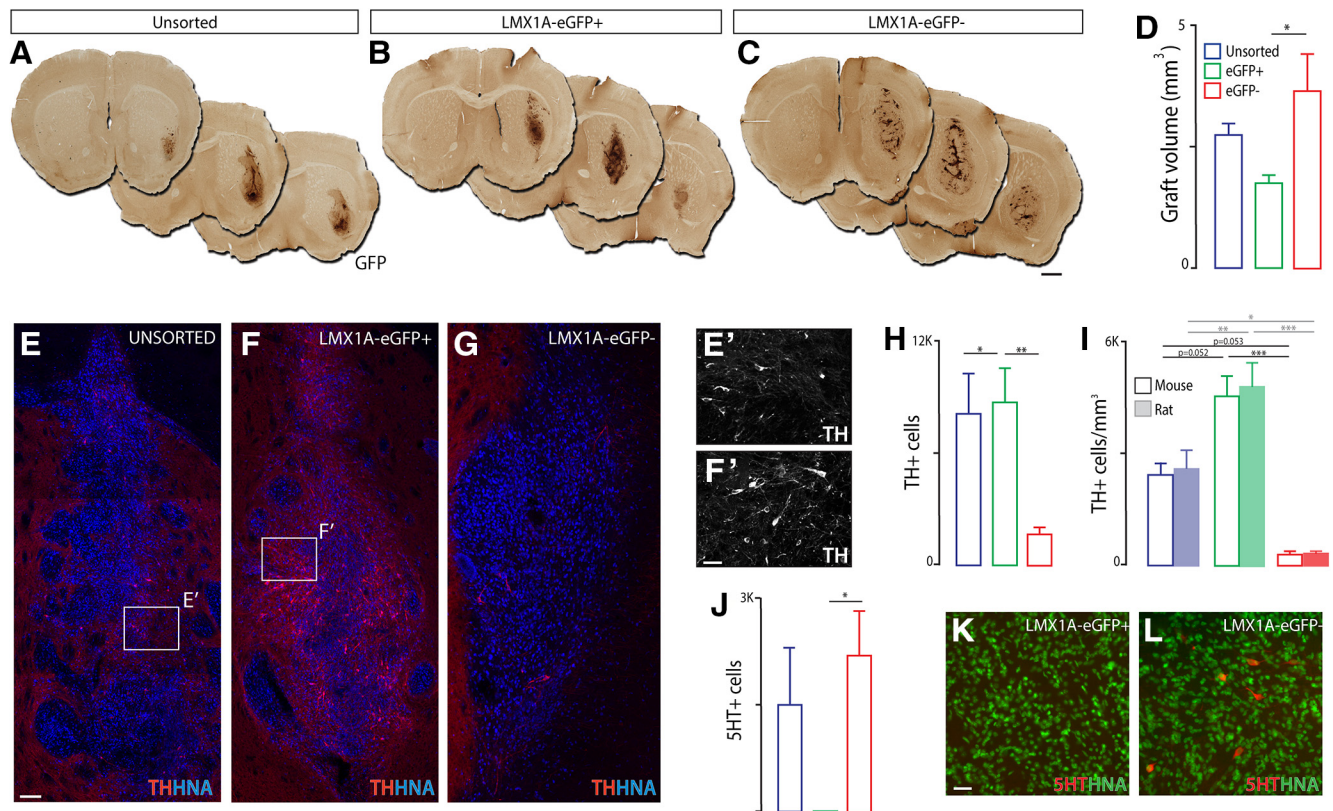 Unsorted
LMX1A-eGFP+
LMX1A-eGFP-
A
B
C
GFP
D
5
Graft volume (mm³)
0
Unsorted
eGFP+
eGFP-
*
E
UNSORTED
E'
THHNA
F
LMX1A-eGFP+
F'
THHNA
G
LMX1A-eGFP-
THHNA
E'
TH
F'
TH
H
12K
TH+ cells
0
*
**
I
6K
TH+ cells/mm³
0
*
**
***
p=0.053
p=0.052
***
Mouse
Rat
J
3K
5HT+ cells
*
K
LMX1A-eGFP+
5HTHNA
L
LMX1A-eGFP-
5HTHNA